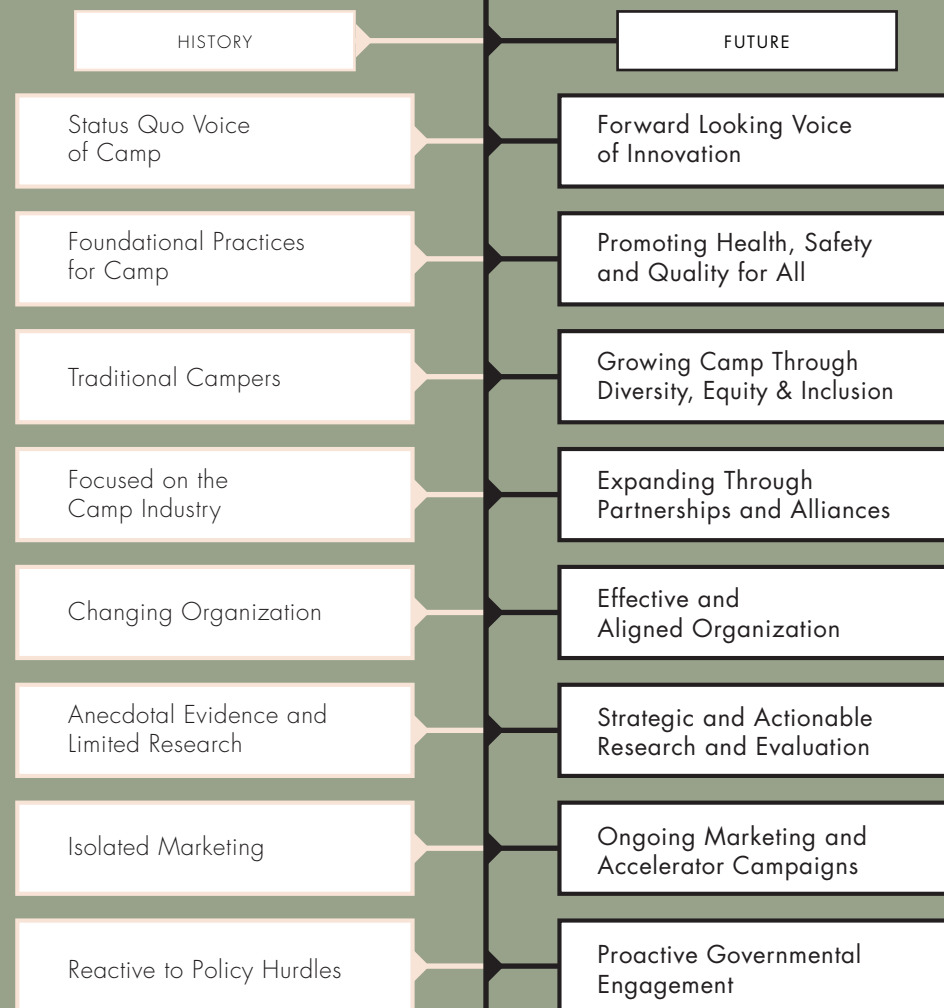 HISTORY
FUTURE
Status Quo Voice
of Camp
Forward Looking Voice
of Innovation
Foundational Practices
for Camp
Promoting Health, Safety
and Quality for All
Traditional Campers
Growing Camp Through
Diversity, Equity & Inclusion
Focused on the
Camp Industry
Expanding Through
Partnerships and Alliances
Changing Organization
Effective and
Aligned Organization
Anecdotal Evidence and
Limited Research
Strategic and Actionable
Research and Evaluation
Isolated Marketing
Ongoing Marketing and
Accelerator Campaigns
Reactive to Policy Hurdles
Proactive Governmental
Engagement